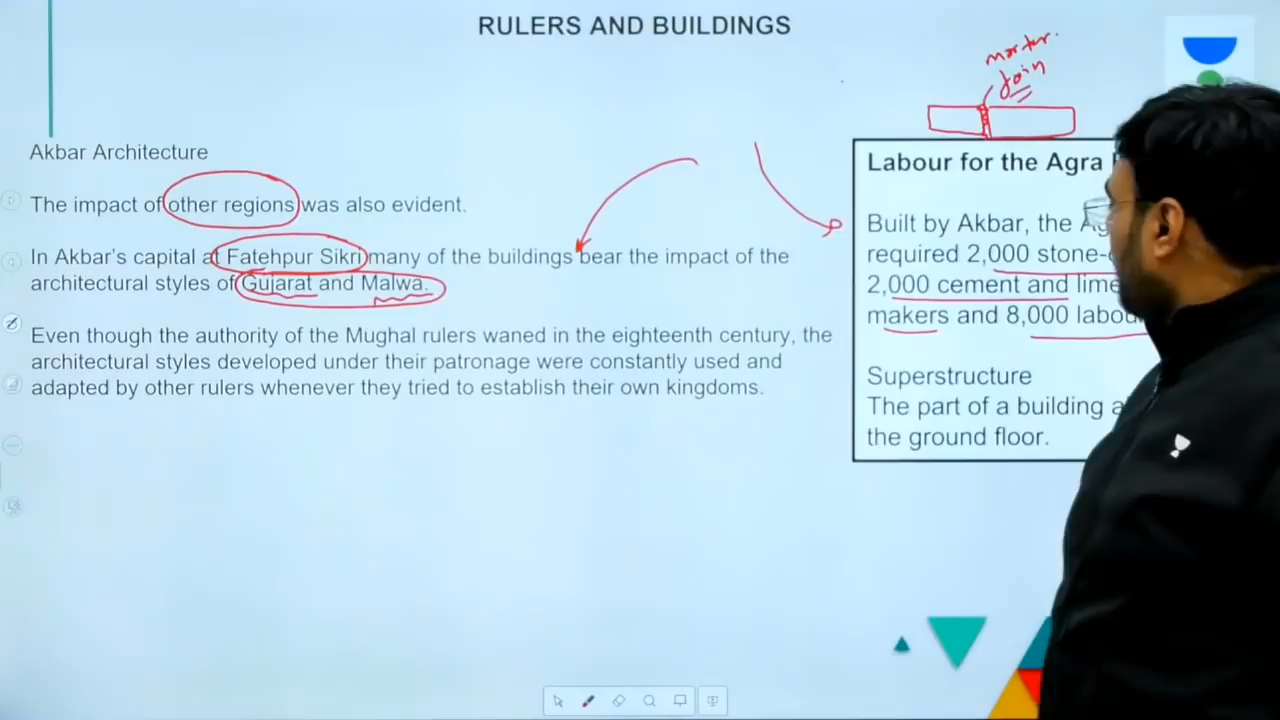 RULERS AND BUILDINGS
mortar.
join
Akbar Architecture
The impact of other regions was also evident.
In Akbar's capital at Fatehpur Sikri many of the buildings bear the impact of the
architectural styles of Gujarat and Malwa.
Even though the authority of the Mughal rulers waned in the eighteenth century, the
architectural styles developed under their patronage were constantly used and
adapted by other rulers whenever they tried to establish their own kingdoms.
Labour for the Agra
Built by Akbar, the
required 2,000 stone-
2,000 cement and lime
makers and 8,000
Superstructure
The part of a building
the ground floor.